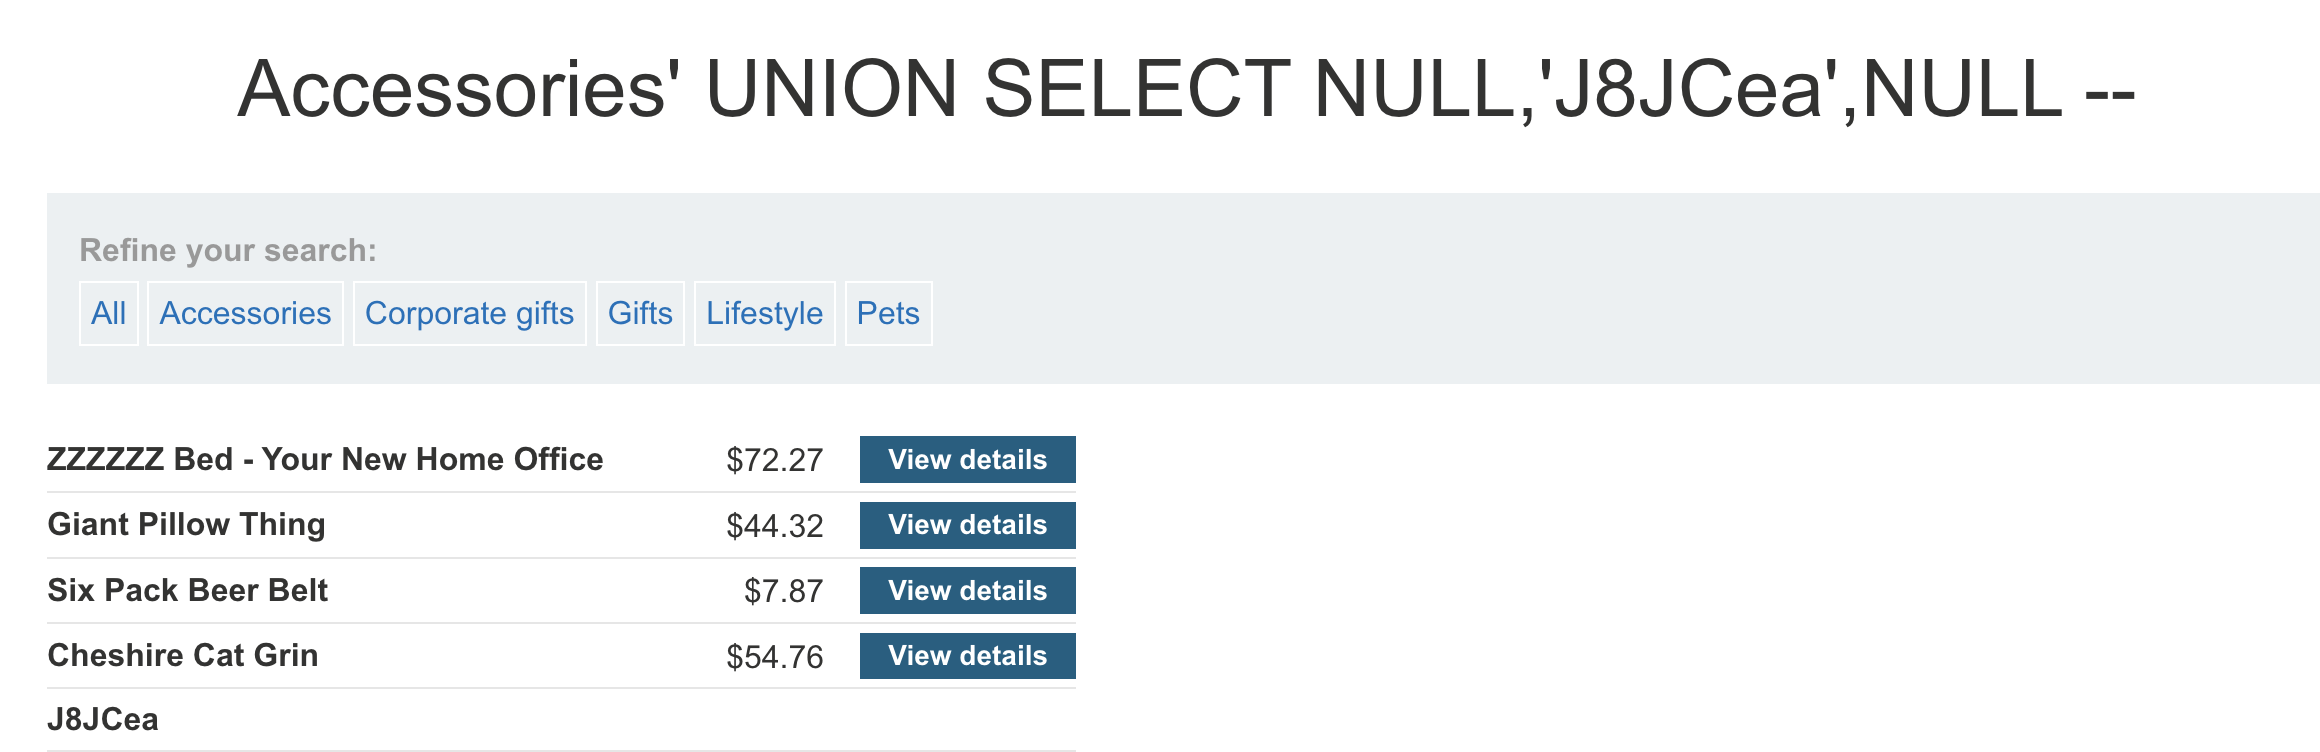 Accessories' UNION SELECT NULL,'J8JCea',NULL --
Refine your search:
All Accessories Corporate gifts Gifts Lifestyle Pets
ZZZZZZ Bed - Your New Home Office $72.27 View details
Giant Pillow Thing $44.32 View details
Six Pack Beer Belt $7.87 View details
Cheshire Cat Grin $54.76 View details
J8JCea